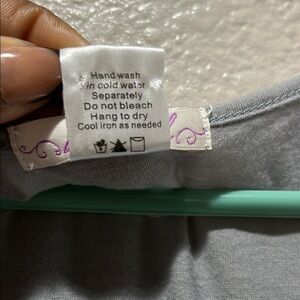 Hand wash
in cold water
Separately
Do not bleach
Hang to dry
Cool iron as needed